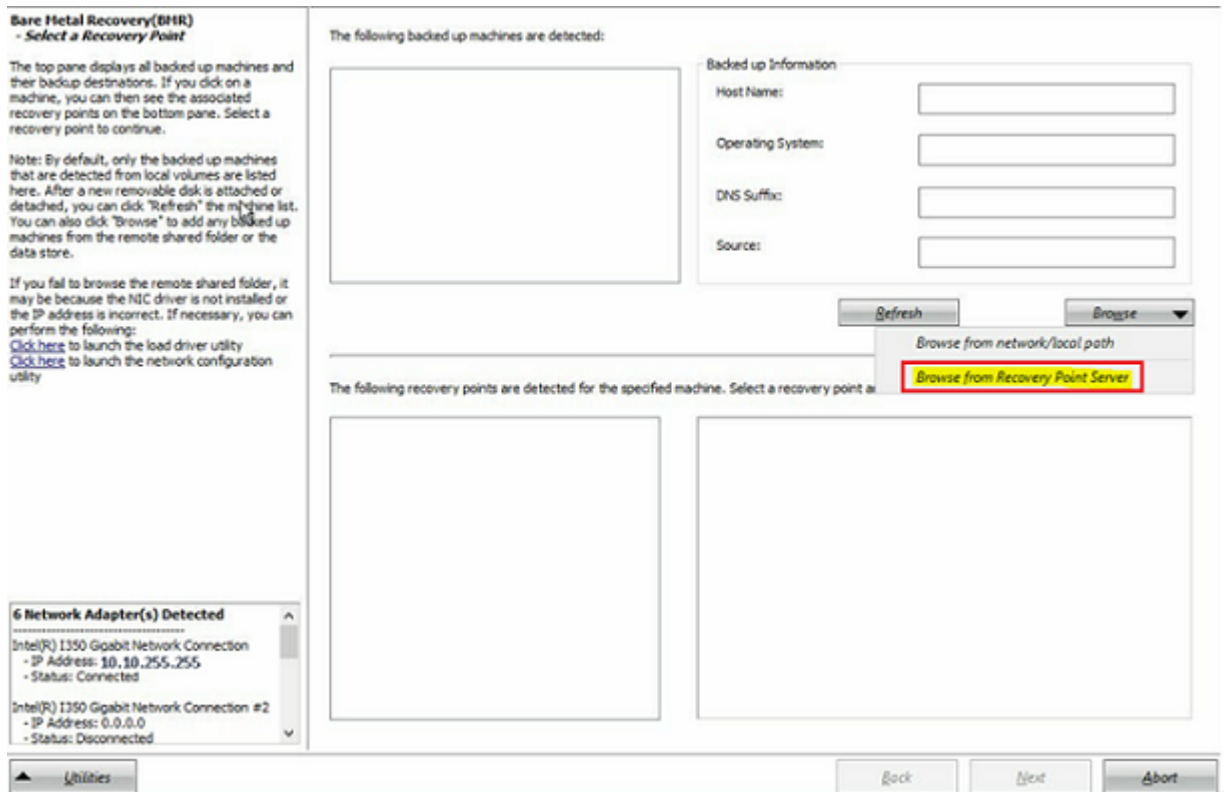 Bare Metal Recovery(BMR)
- Select a Recovery Point
The top pane displays all backed up machines and
their backup destinations. If you click on a
machine, you can then see the associated
recovery points on the bottom pane. Select a
recovery point to continue.
Note: By default, only the backed up machines
that are detected from local volumes are listed
here. After a new removable disk is attached or
detached, you can click "Refresh" the machine list.
You can also click "Browse" to add any backed up
machines from the remote shared folder or the
data store.
If you fail to browse the remote shared folder, it
may be because the NIC driver is not installed or
the IP address is incorrect. If necessary, you can
perform the following:
Click here to launch the load driver utility
Click here to launch the network configuration
utility
6 Network Adapter(s) Detected
------------------------------------
Intel(R) I350 Gigabit Network Connection
- IP Address: 10.10.255.255
- Status: Connected
Intel(R) I350 Gigabit Network Connection #2
- IP Address: 0.0.0.0
- Status: Disconnected
The following backed up machines are detected:
Backed up Information
Host Name:
Operating System:
DNS Suffix:
Source:
Refresh
Browse
Browse from network/local path
Browse from Recovery Point Server
The following recovery points are detected for the specified machine. Select a recovery point
Utilities
Back
Next
Abort